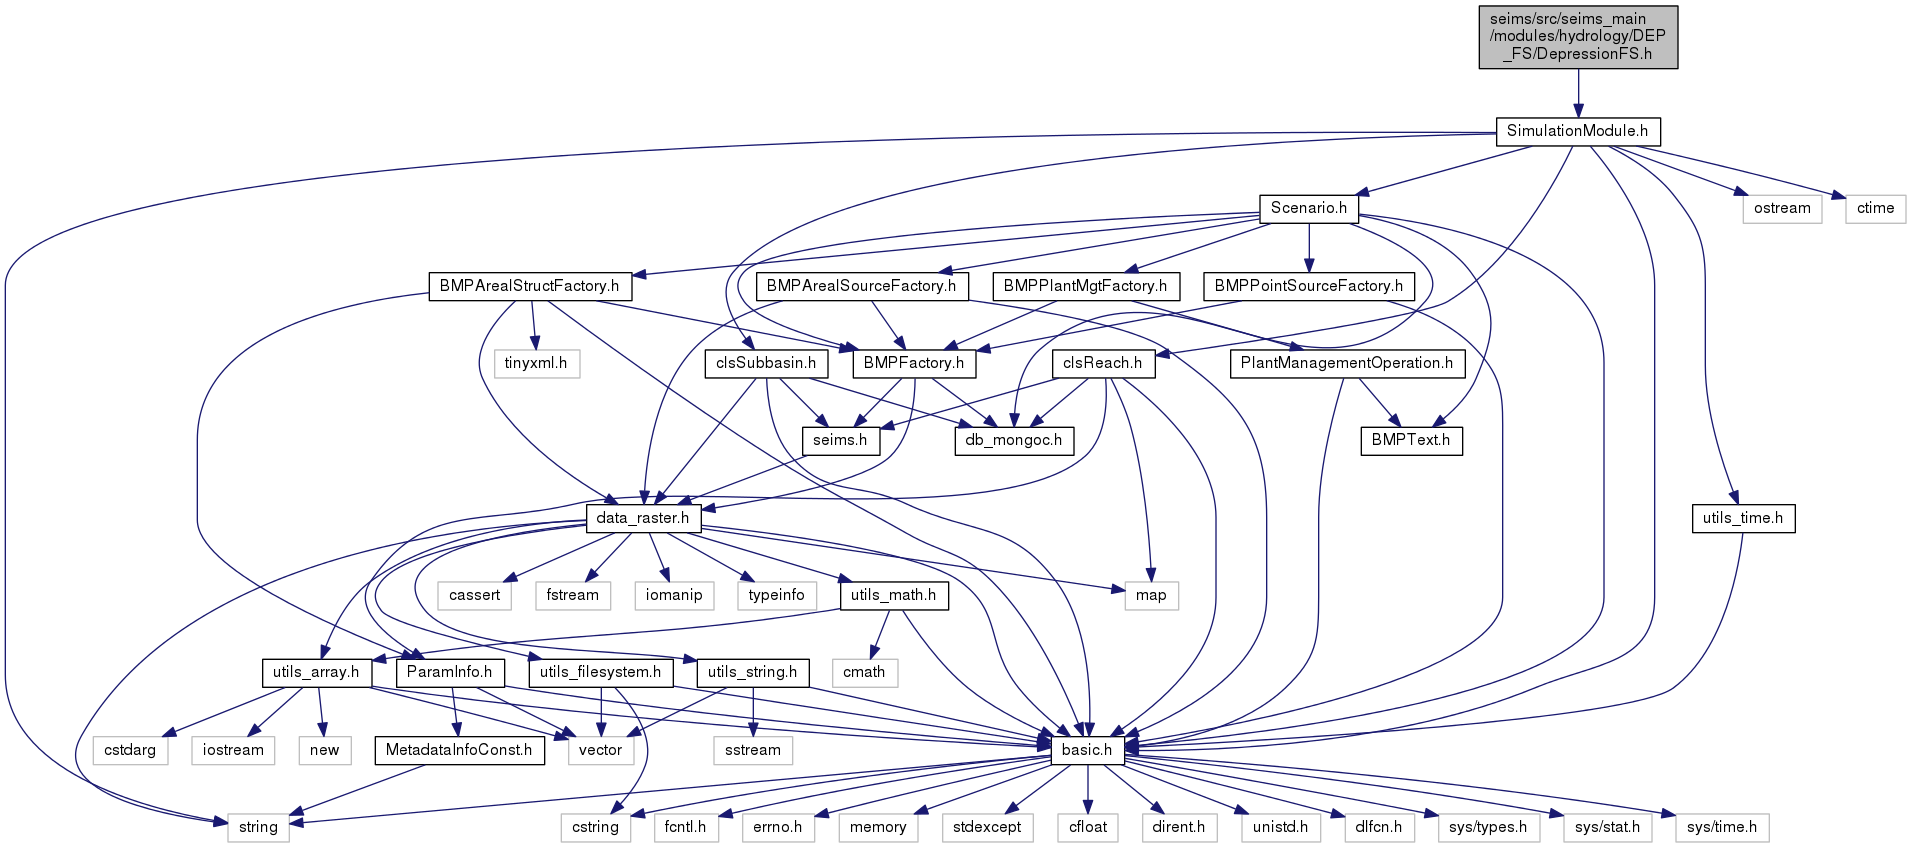 seims/src/seims_main
/modules/hydrology/DEP
_FS/DepressionFS.h
SimulationModule.h
Scenario.h
ostream
ctime
BMPArealStructFactory.h
BMPArealSourceFactory.h
BMPPlantMgtFactory.h
BMPPointSourceFactory.h
tinyxml.h
clsSubbasin.h
BMPFactory.h
clsReach.h
PlantManagementOperation.h
seims.h
db_mongoc.h
BMPText.h
data_raster.h
utils_time.h
cassert
fstream
iomanip
typeinfo
utils_math.h
map
utils_array.h
ParamInfo.h
utils_filesystem.h
utils_string.h
cmath
cstdarg
iostream
new
MetadataInfoConst.h
vector
sstream
basic.h
string
cstring
fcntl.h
errno.h
memory
stdexcept
cfloat
dirent.h
unistd.h
dlfcn.h
sys/types.h
sys/stat.h
sys/time.h